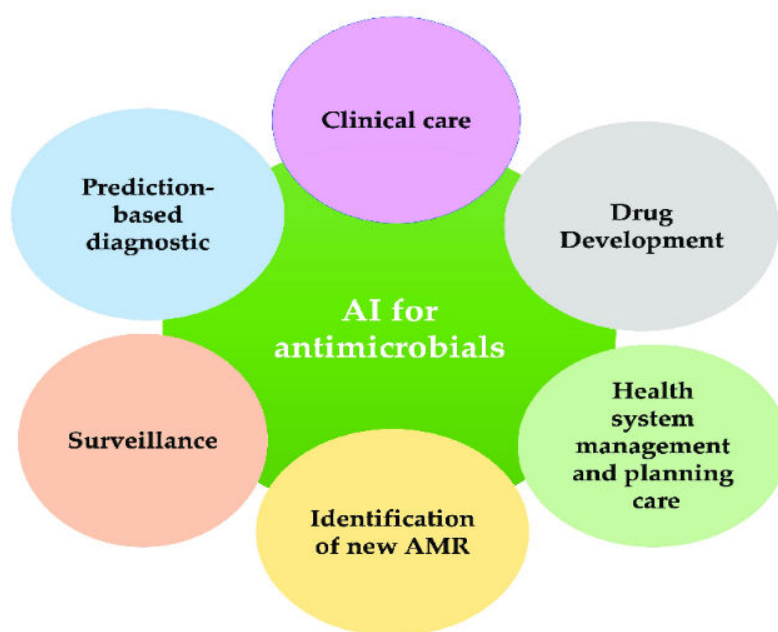 Clinical care
Prediction-
based
diagnostic
Drug
Development
AI for
antimicrobials
Surveillance
Health
system
management
and planning
care
Identification
of new AMR